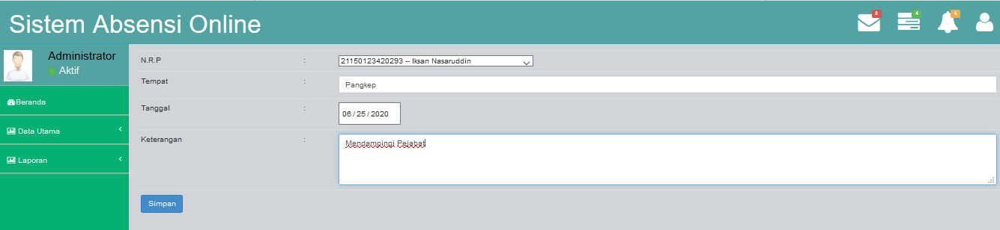 Sistem Absensi Online
8
4
6
Administrator
Aktif
Beranda
Data Utama
Laporan
N.R.P : 21150123420293 -- Iksan Nasaruddin
Tempat : Pangkep
Tanggal : 06 / 25 / 2020
Keterangan : Mendampingi Pejabat
Simpan